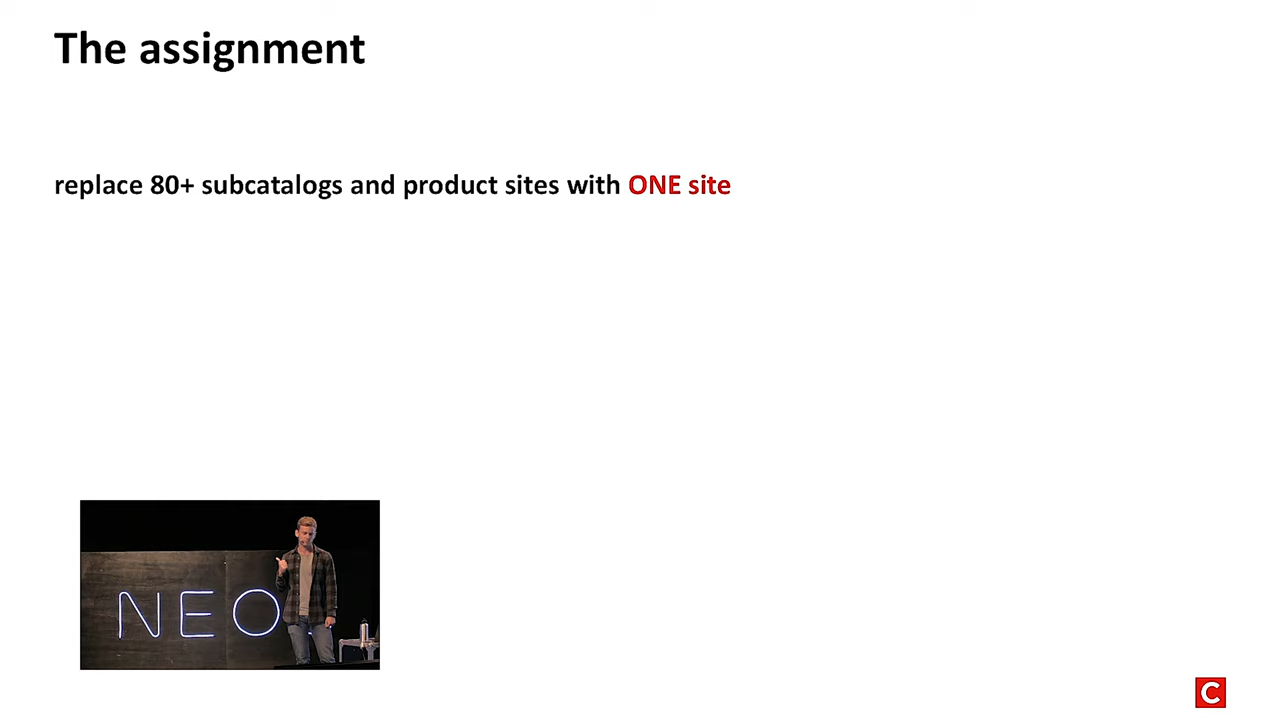 The assignment
replace 80+ subcatalogs and product sites with ONE site
NEO
C